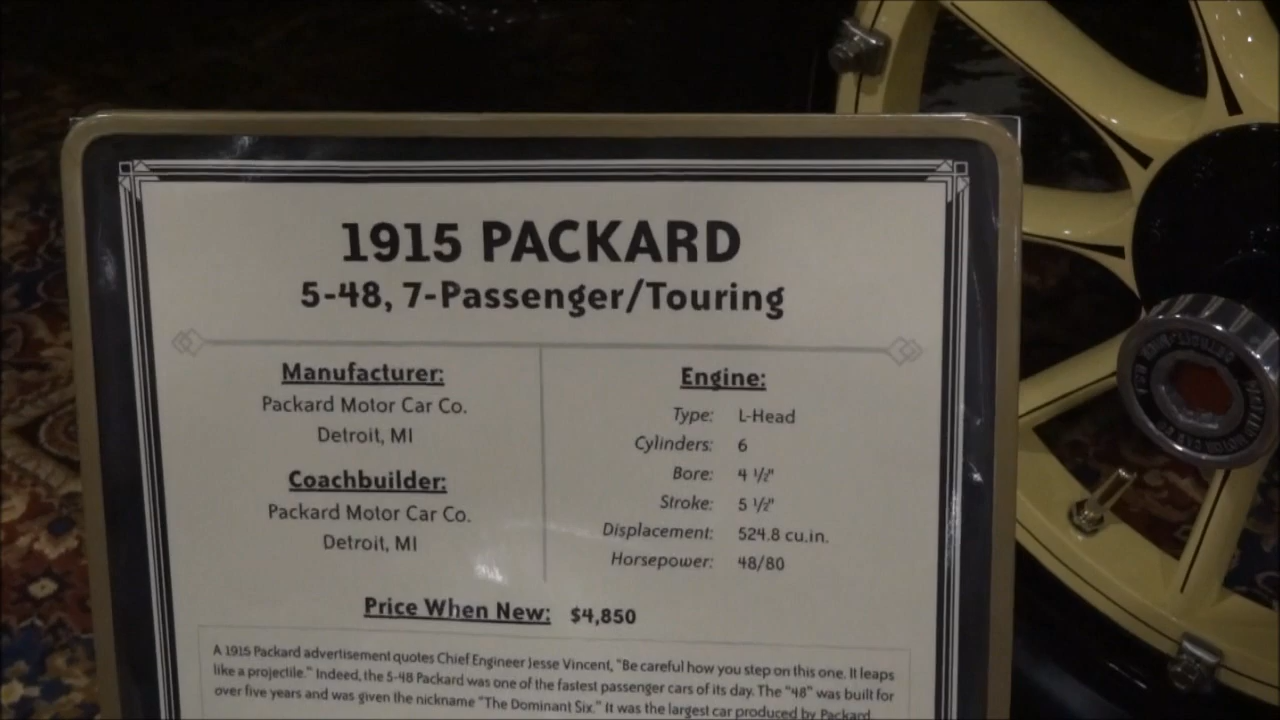 1915 PACKARD
5-48, 7-Passenger/Touring
Manufacturer:
Packard Motor Car Co.
Detroit, MI
Coachbuilder:
Packard Motor Car Co.
Detroit, MI
Engine:
Type: L-Head
Cylinders: 6
Bore: 4 ½"
Stroke: 5 ½"
Displacement: 524.8 cu.in.
Horsepower: 48/80
Price When New: $4,850
A 1915 Packard advertisement quotes Chief Engineer Jesse Vincent, "Be careful how you step on this one. It leaps
like a projectile." Indeed, the 5-48 Packard was one of the fastest passenger cars of its day. The "48" was built for
over five years and was given the nickname "The Dominant Six." It was the largest car produced by Packard
MOTOR CAR CO